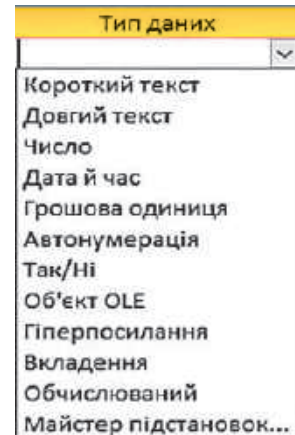 Тип даних
Короткий текст
Довгий текст
Число
Дата й час
Грошова одиниця
Автонумерація
Так/Ні
Об'єкт OLE
Гіперпосилання
Вкладення
Обчислюваний
Майстер підстановок...